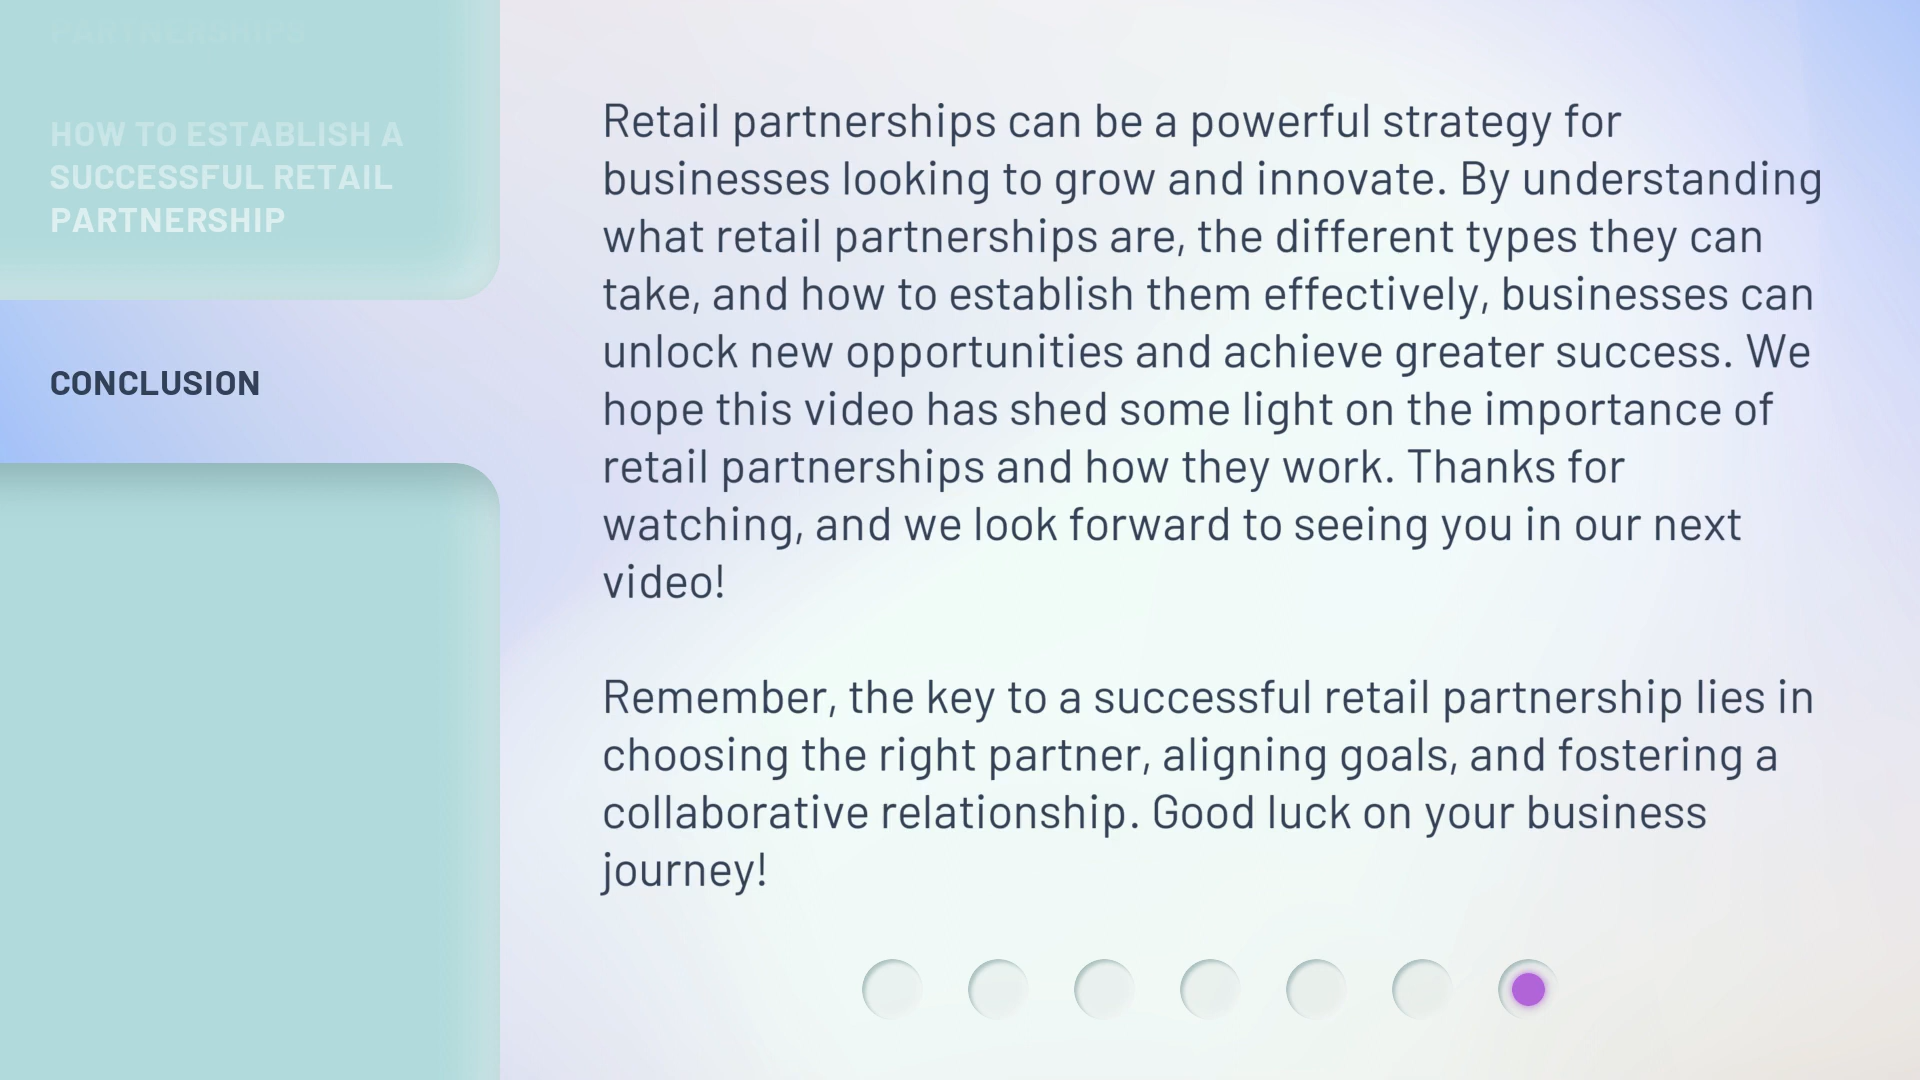 PARTNERSHIPS
HOW TO ESTABLISH A
SUCCESSFUL RETAIL
PARTNERSHIP
CONCLUSION
Retail partnerships can be a powerful strategy for
businesses looking to grow and innovate. By understanding
what retail partnerships are, the different types they can
take, and how to establish them effectively, businesses can
unlock new opportunities and achieve greater success. We
hope this video has shed some light on the importance of
retail partnerships and how they work. Thanks for
watching, and we look forward to seeing you in our next
video!
Remember, the key to a successful retail partnership lies in
choosing the right partner, aligning goals, and fostering a
collaborative relationship. Good luck on your business
journey!